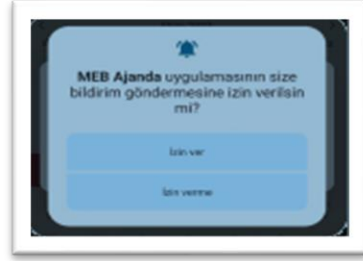 MEB Ajanda uygulamasının size
bildirim göndermesine izin verilsin
mi?
İzin ver
İzin verme